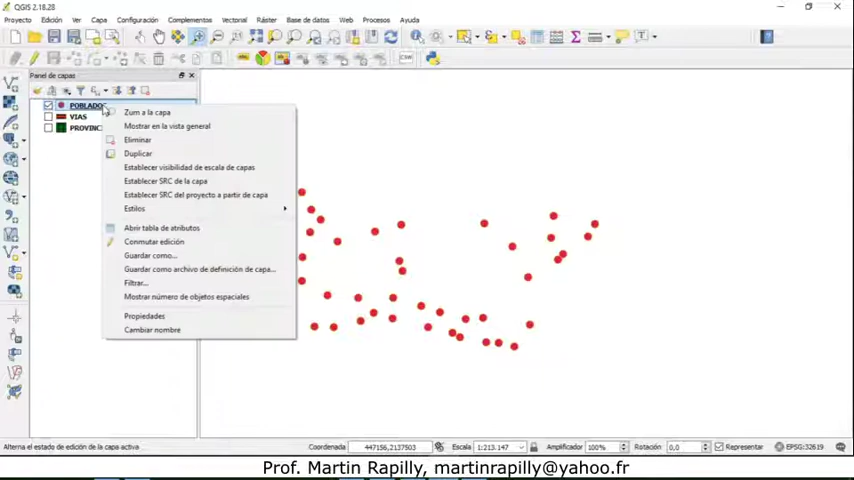 QGIS 2.18.28
Proyecto Edición Ver Capa Configuración Complementos Vectorial Ráster Base de datos Web Procesos Ayuda
Panel de capas
POBLADOS
VIAS
PROVINC
Zum a la capa
Mostrar en la vista general
Eliminar
Duplicar
Establecer visibilidad de escala de capas
Establecer SRC de la capa
Establecer SRC del proyecto a partir de capa
Estilos
Abrir tabla de atributos
Conmutar edición
Guardar como...
Guardar como archivo de definición de capa...
Filtrar...
Mostrar número de objetos espaciales
Propiedades
Cambiar nombre
Alterna el estado de edición de la capa activa Coordenada 447156,2137503 Escala 1:213.147 Amplificador 100% Rotación 0,0 Representar EPSG:32619
Prof. Martin Rapilly, martinrapilly@yahoo.fr